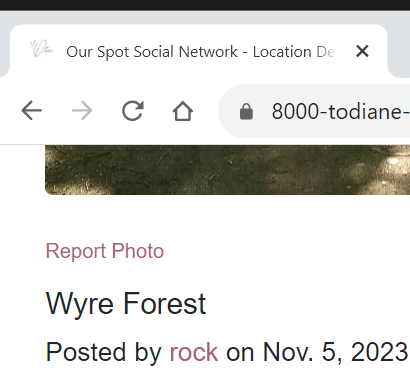 Our Spot Social Network - Location De
8000-todiane-
Report Photo
Wyre Forest
Posted by rock on Nov. 5, 2023